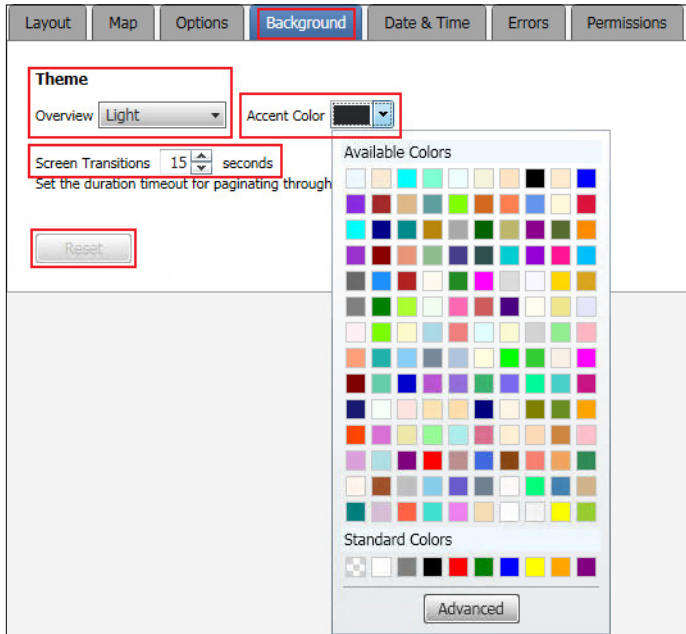 Layout Map Options Background Date & Time Errors Permissions
Theme
Overview Light Accent Color
Screen Transitions 15 seconds
Set the duration timeout for paginating through
Reset
Available Colors
Standard Colors
Advanced